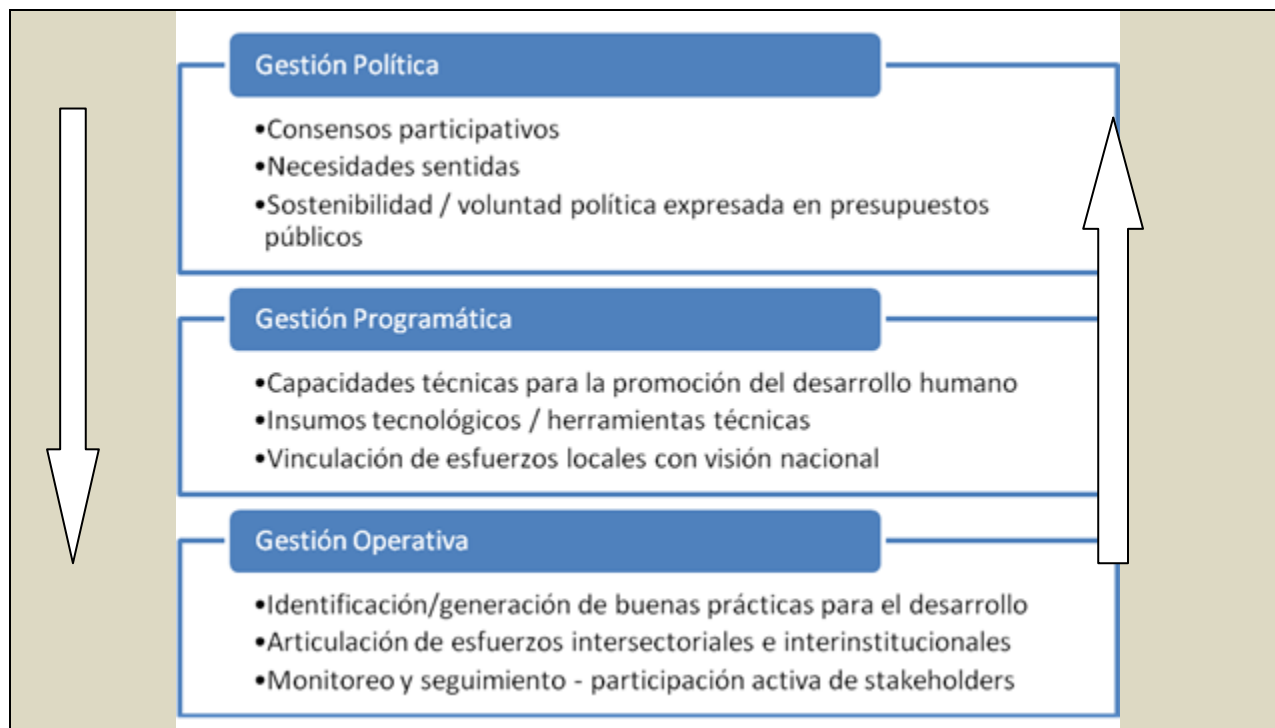 Gestión Política
•Consensos participativos
•Necesidades sentidas
•Sostenibilidad / voluntad política expresada en presupuestos
públicos
Gestión Programática
•Capacidades técnicas para la promoción del desarrollo humano
•Insumos tecnológicos / herramientas técnicas
•Vinculación de esfuerzos locales con visión nacional
Gestión Operativa
•Identificación/generación de buenas prácticas para el desarrollo
•Articulación de esfuerzos intersectoriales e interinstitucionales
•Monitoreo y seguimiento - participación activa de stakeholders